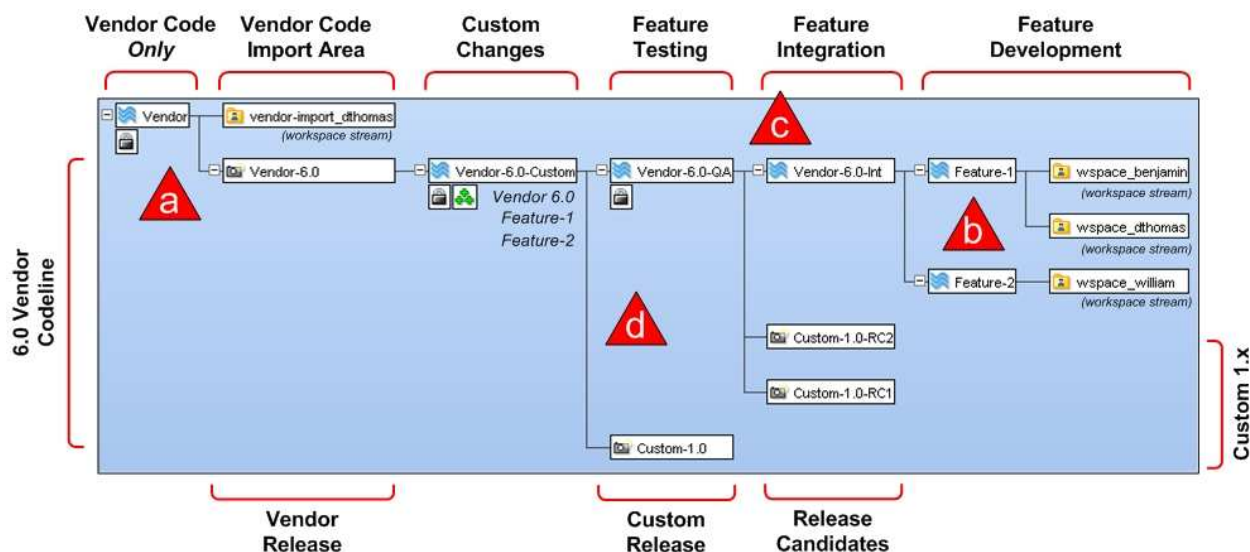 Vendor Code
Only
Vendor Code
Import Area
Custom
Changes
Feature
Testing
Feature
Integration
Feature
Development
Vendor
vendor-import_dthomas
(workspace stream)
c
a
Vendor-6.0
Vendor-6.0-Custom
Vendor 6.0
Feature-1
Feature-2
Vendor-6.0-QA
Vendor-6.0-Int
Feature-1
wspace_benjamin
(workspace stream)
b
wspace_dthomas
(workspace stream)
Feature-2
wspace_william
(workspace stream)
6.0 Vendor
Codeline
d
Custom-1.0-RC2
Custom-1.0-RC1
Custom-1.0
Custom 1.x
Vendor
Release
Custom
Release
Release
Candidates